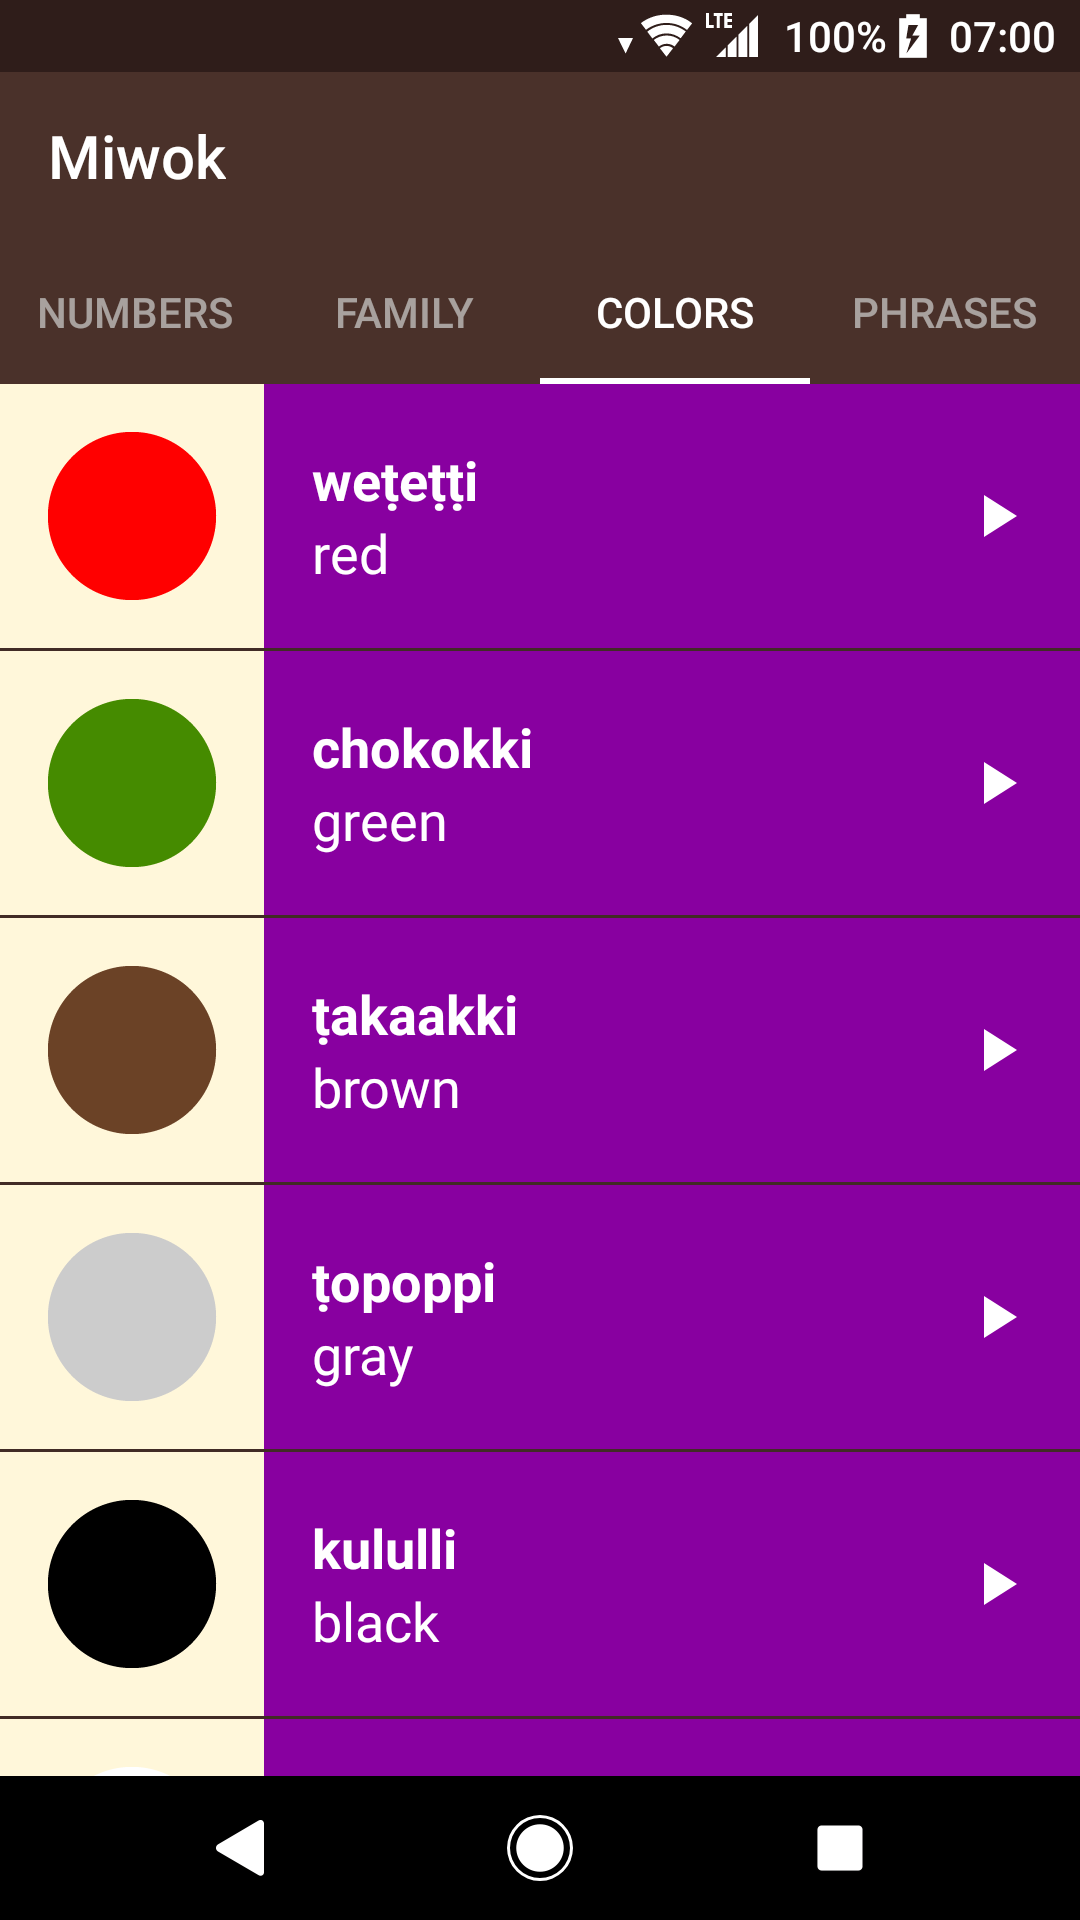 LTE 100% 07:00
Miwok
NUMBERS FAMILY COLORS PHRASES
weṭeṭṭi
red
chokokki
green
ṭakaakki
brown
ṭopoppi
gray
kululli
black